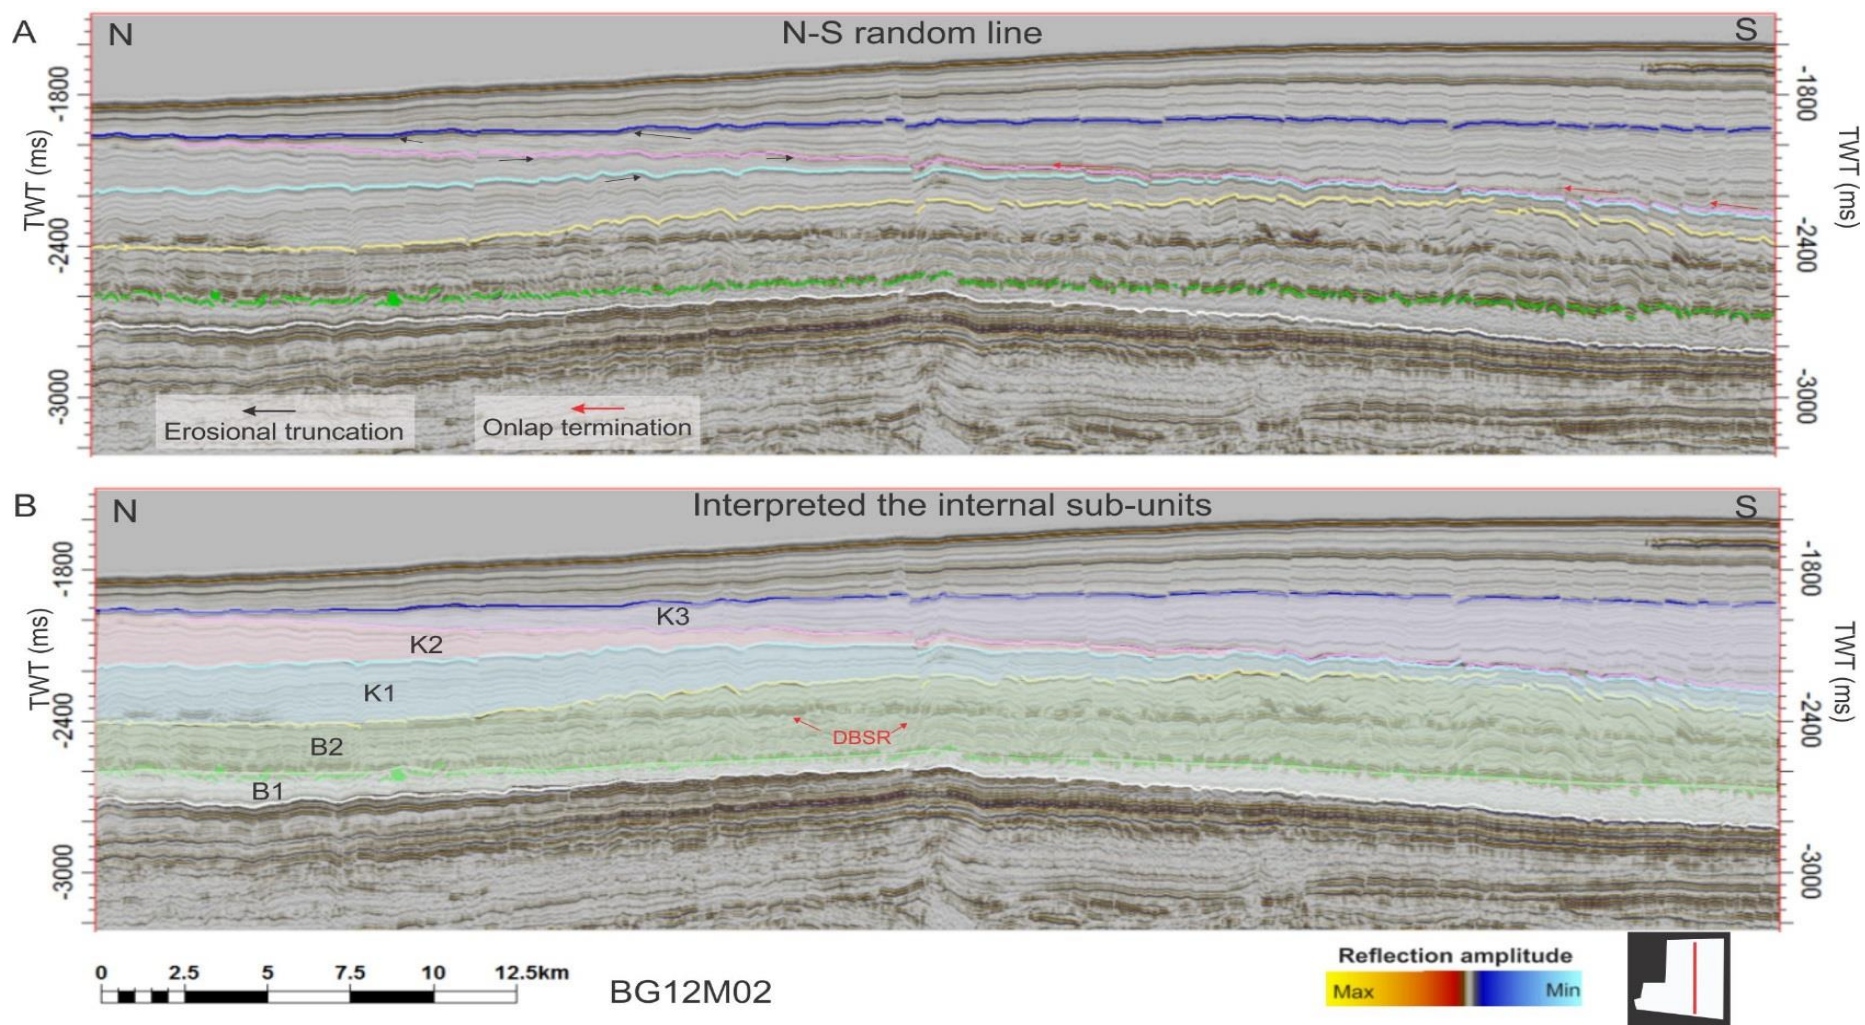 A
N
N-S random line
S
-1800
-2400
-3000
TWT (ms)
-1800
-2400
-3000
TWT (ms)
Erosional truncation
Onlap termination
B
N
Interpreted the internal sub-units
S
-1800
-2400
-3000
TWT (ms)
-1800
-2400
-3000
TWT (ms)
K3
K2
K1
B2
DBSR
B1
0 2.5 5 7.5 10 12.5km
BG12M02
Reflection amplitude
Max Min